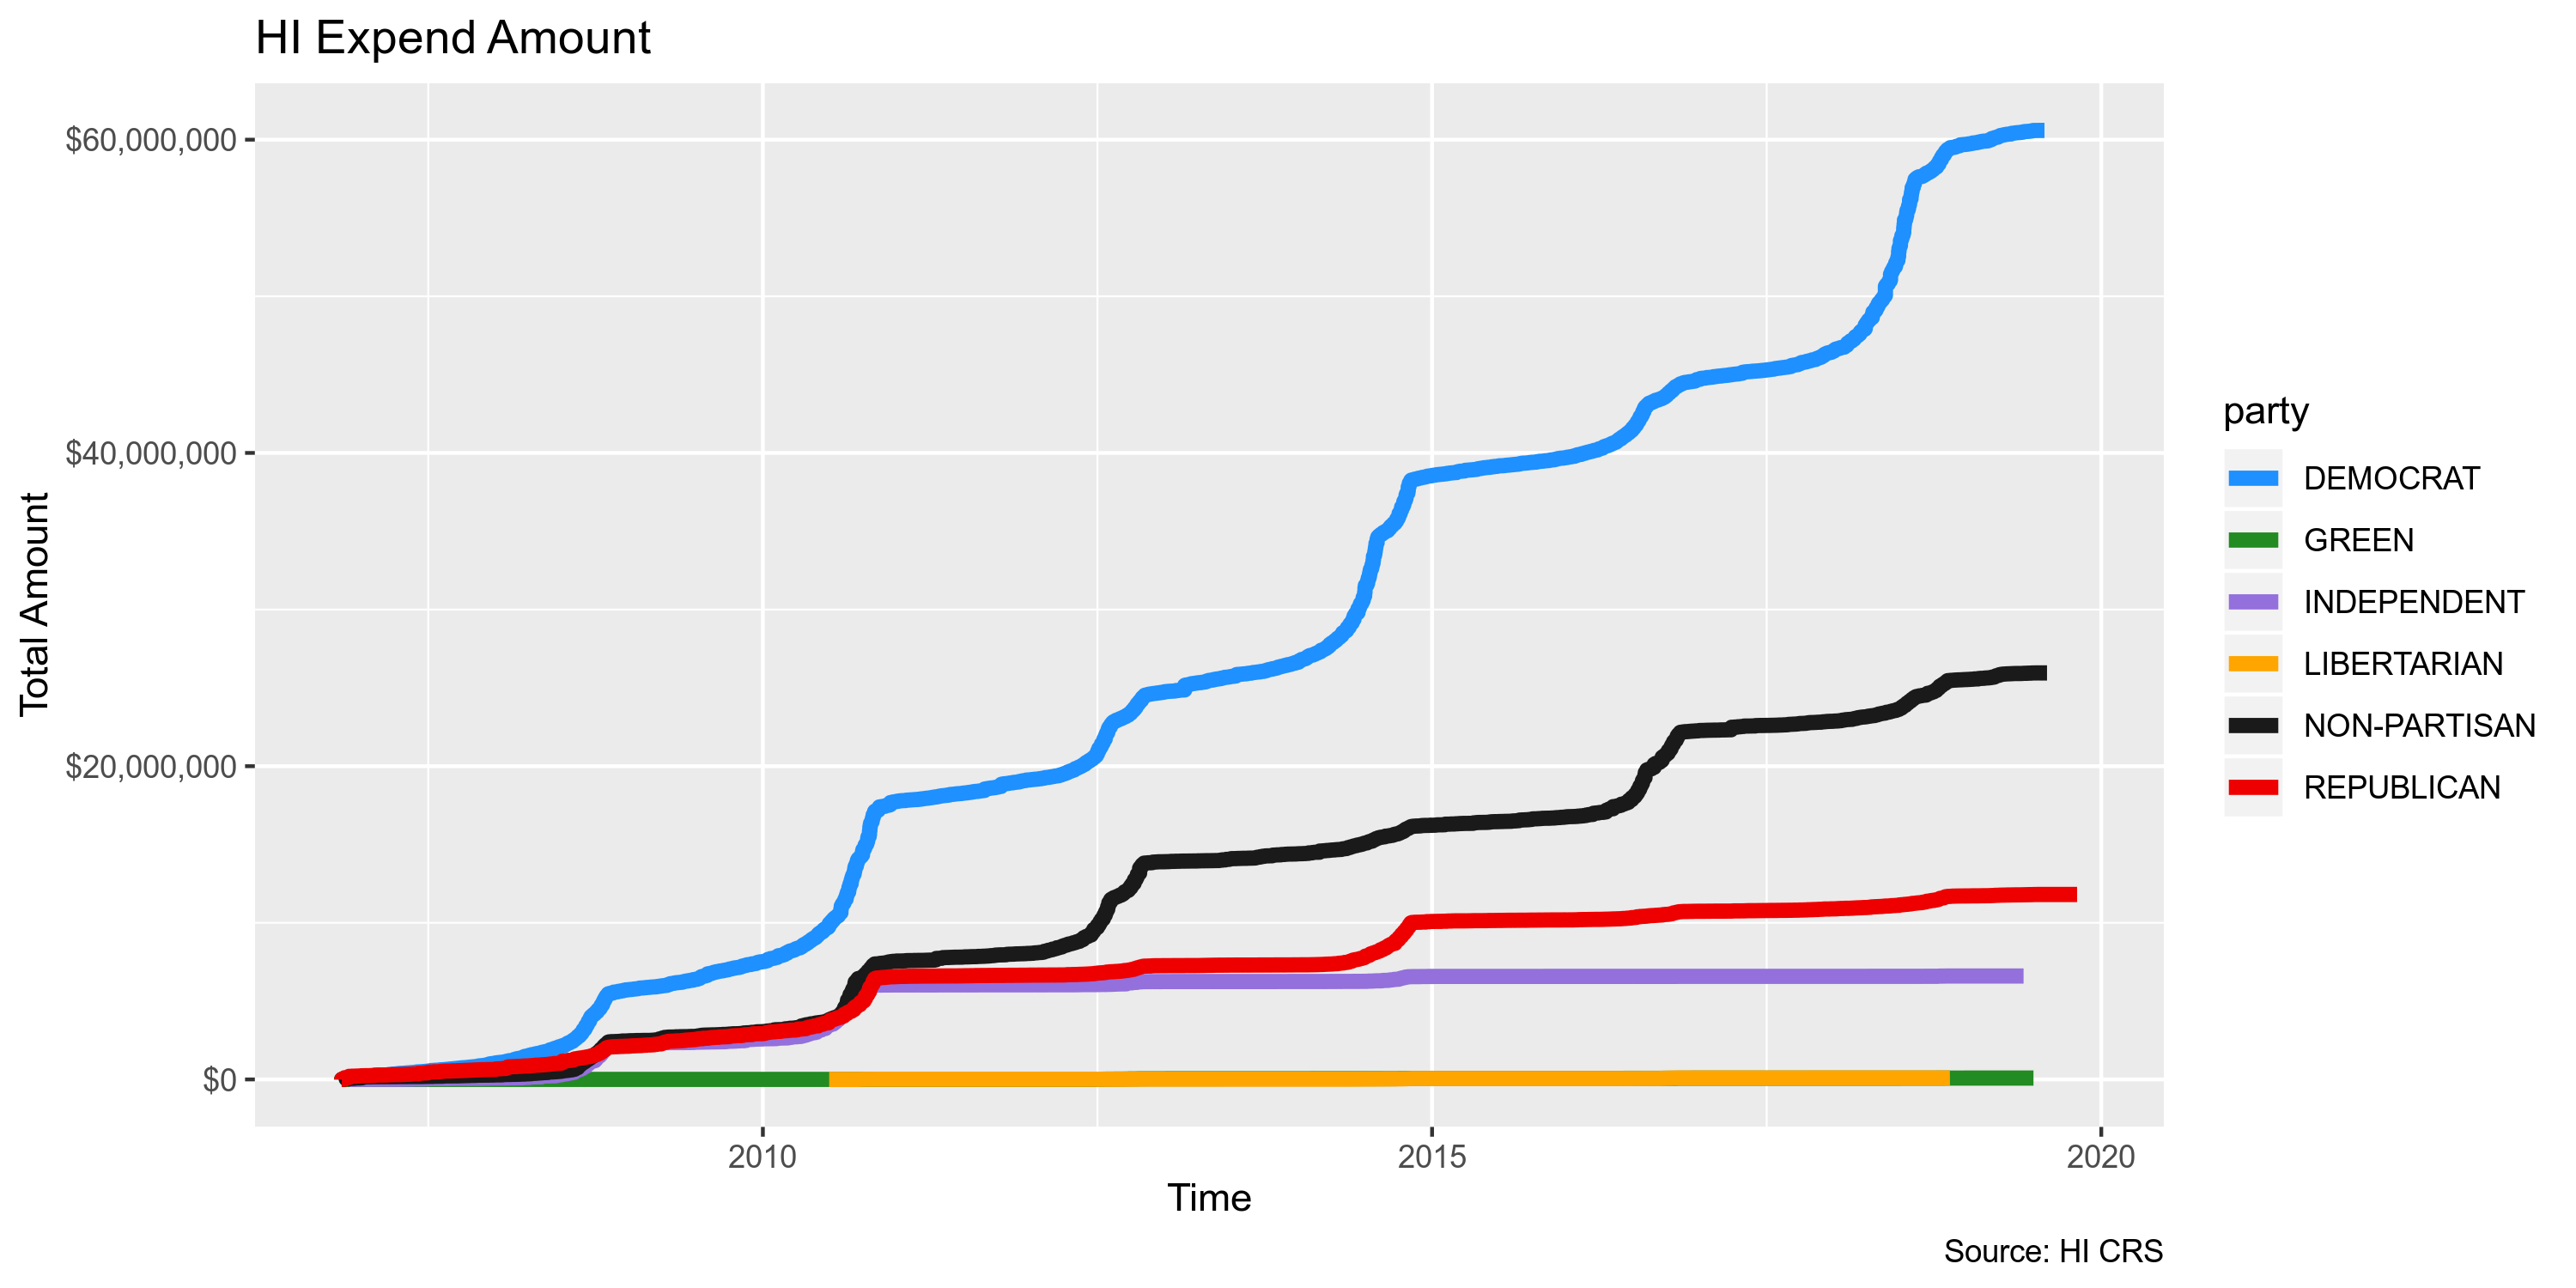 HI Expend Amount
$60,000,000
$40,000,000
$20,000,000
$0
Total Amount
2010
2015
2020
Time
party
DEMOCRAT
GREEN
INDEPENDENT
LIBERTARIAN
NON-PARTISAN
REPUBLICAN
Source: HI CRS